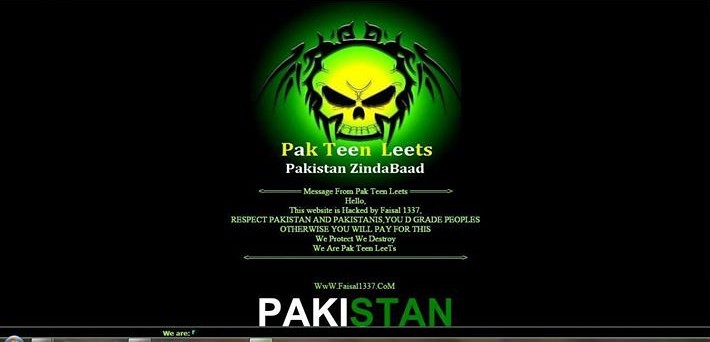 Pak Teen Leets
Pakistan ZindaBaad
Message From Pak Teen Leets
Hello,
This website is Hacked by Faisal 1337,
RESPECT PAKISTAN AND PAKISTANIS,YOU D GRADE PEOPLES
OTHERWISE YOU WILL PAY FOR THIS
We Protect We Destroy
We Are Pak Teen LeeTs
WwW.Faisal1337.CoM
PAKISTAN
We are: